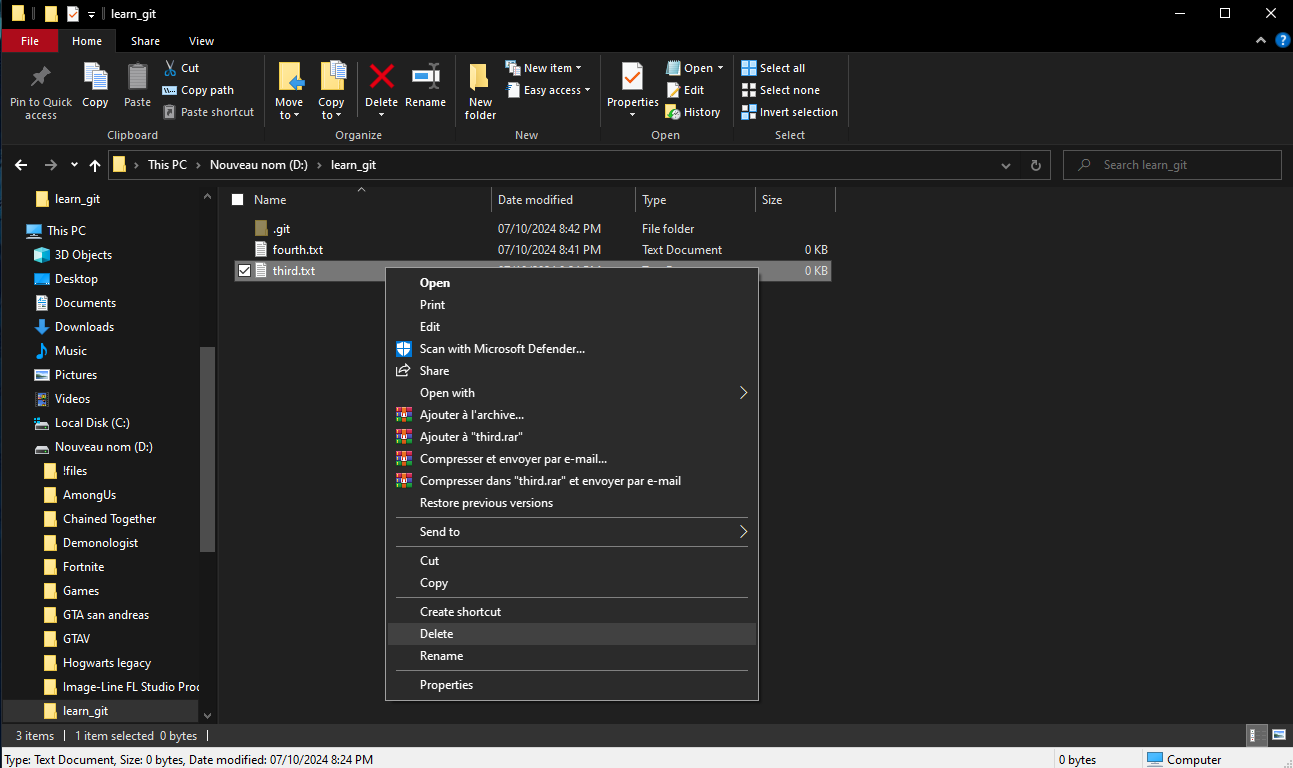 learn_git
File Home Share View
Pin to Quick access
Copy
Paste
Cut
Copy path
Paste shortcut
Clipboard
Move to
Copy to
Delete
Rename
Organize
New folder
New item
Easy access
New
Properties
Open
Edit
History
Open
Select all
Select none
Invert selection
Select
This PC > Nouveau nom (D:) > learn_git
Search learn_git
learn_git
This PC
3D Objects
Desktop
Documents
Downloads
Music
Pictures
Videos
Local Disk (C:)
Nouveau nom (D:)
!files
AmongUs
Chained Together
Demonologist
Fortnite
Games
GTA san andreas
GTAV
Hogwarts legacy
Image-Line FL Studio Proc
learn_git
Name Date modified Type Size
.git 07/10/2024 8:42 PM File folder
fourth.txt 07/10/2024 8:41 PM Text Document 0 KB
third.txt 0 KB
Open
Print
Edit
Scan with Microsoft Defender...
Share
Open with
Ajouter à l'archive...
Ajouter à "third.rar"
Compresser et envoyer par e-mail...
Compresser dans "third.rar" et envoyer par e-mail
Restore previous versions
Send to
Cut
Copy
Create shortcut
Delete
Rename
Properties
3 items 1 item selected 0 bytes
Type: Text Document, Size: 0 bytes, Date modified: 07/10/2024 8:24 PM 0 bytes Computer